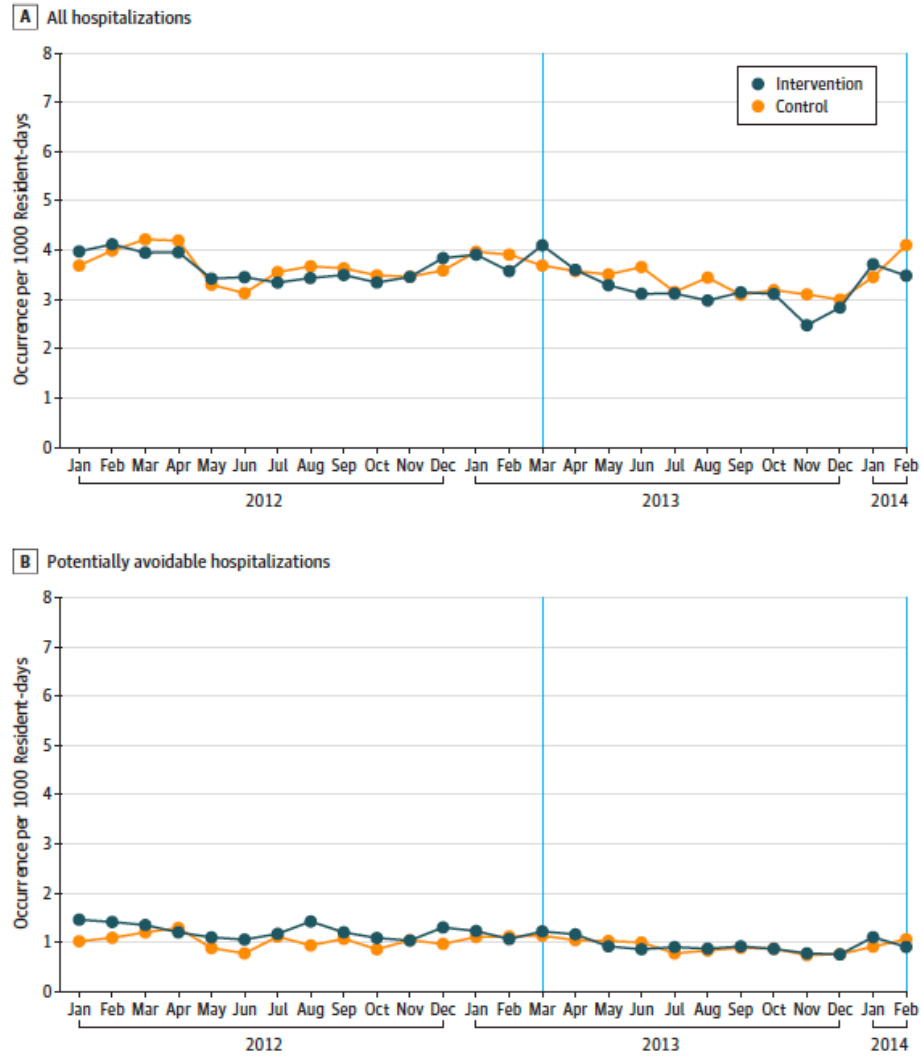 A All hospitalizations
8
7
6
5
4
3
2
1
0
Occurrence per 1000 Resident-days
Intervention
Control
Jan Feb Mar Apr May Jun Jul Aug Sep Oct Nov Dec Jan Feb Mar Apr May Jun Jul Aug Sep Oct Nov Dec Jan Feb
2012 2013 2014
B Potentially avoidable hospitalizations
8
7
6
5
4
3
2
1
0
Occurrence per 1000 Resident-days
Jan Feb Mar Apr May Jun Jul Aug Sep Oct Nov Dec Jan Feb Mar Apr May Jun Jul Aug Sep Oct Nov Dec Jan Feb
2012 2013 2014